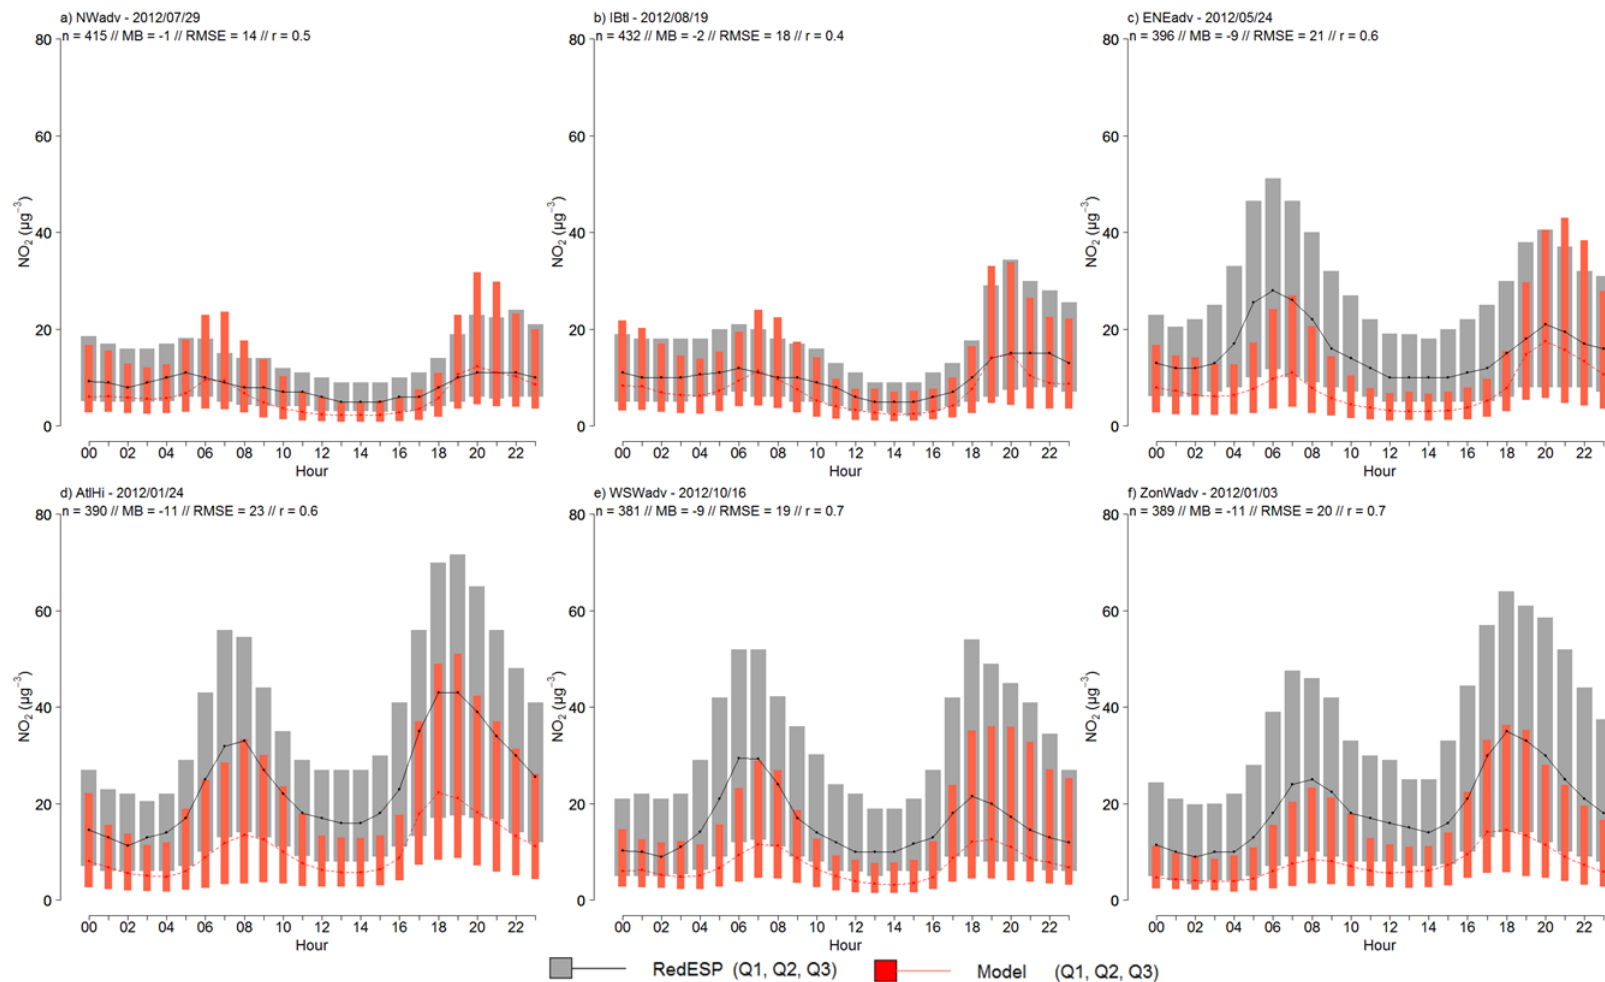 a) NWadv - 2012/07/29
n = 415 // MB = -1 // RMSE = 14 // r = 0.5
80
60
40
20
0
NO₂ (µg⁻³)
00 02 04 06 08 10 12 14 16 18 20 22
Hour
b) IBtl - 2012/08/19
n = 432 // MB = -2 // RMSE = 18 // r = 0.4
80
60
40
20
0
NO₂ (µg⁻³)
00 02 04 06 08 10 12 14 16 18 20 22
Hour
c) ENEadv - 2012/05/24
n = 396 // MB = -9 // RMSE = 21 // r = 0.6
80
60
40
20
0
NO₂ (µg⁻³)
00 02 04 06 08 10 12 14 16 18 20 22
Hour
d) AtlHi - 2012/01/24
n = 390 // MB = -11 // RMSE = 23 // r = 0.6
80
60
40
20
0
NO₂ (µg⁻³)
00 02 04 06 08 10 12 14 16 18 20 22
Hour
e) WSWadv - 2012/10/16
n = 381 // MB = -9 // RMSE = 19 // r = 0.7
80
60
40
20
0
NO₂ (µg⁻³)
00 02 04 06 08 10 12 14 16 18 20 22
Hour
f) ZonWadv - 2012/01/03
n = 389 // MB = -11 // RMSE = 20 // r = 0.7
80
60
40
20
0
NO₂ (µg⁻³)
00 02 04 06 08 10 12 14 16 18 20 22
Hour
RedESP (Q1, Q2, Q3)
Model (Q1, Q2, Q3)